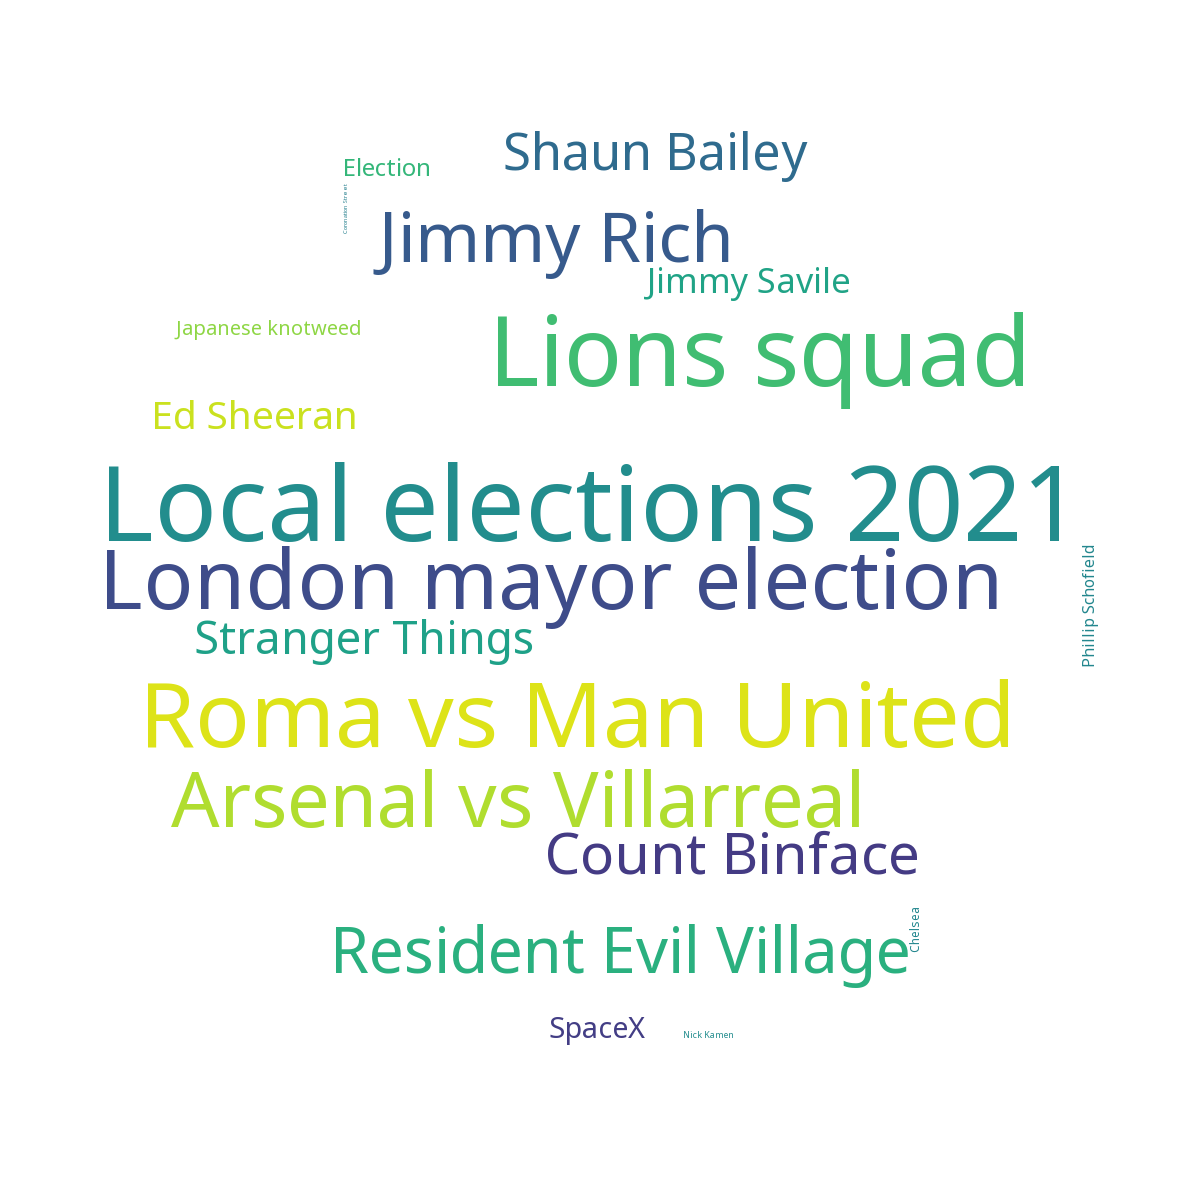 Shaun Bailey
Election
Coronation Street
Jimmy Rich
Jimmy Savile
Lions squad
Japanese knotweed
Ed Sheeran
Local elections 2021
London mayor election
Phillip Schofield
Stranger Things
Roma vs Man United
Arsenal vs Villarreal
Count Binface
Chelsea
Resident Evil Village
SpaceX
Nick Kamen